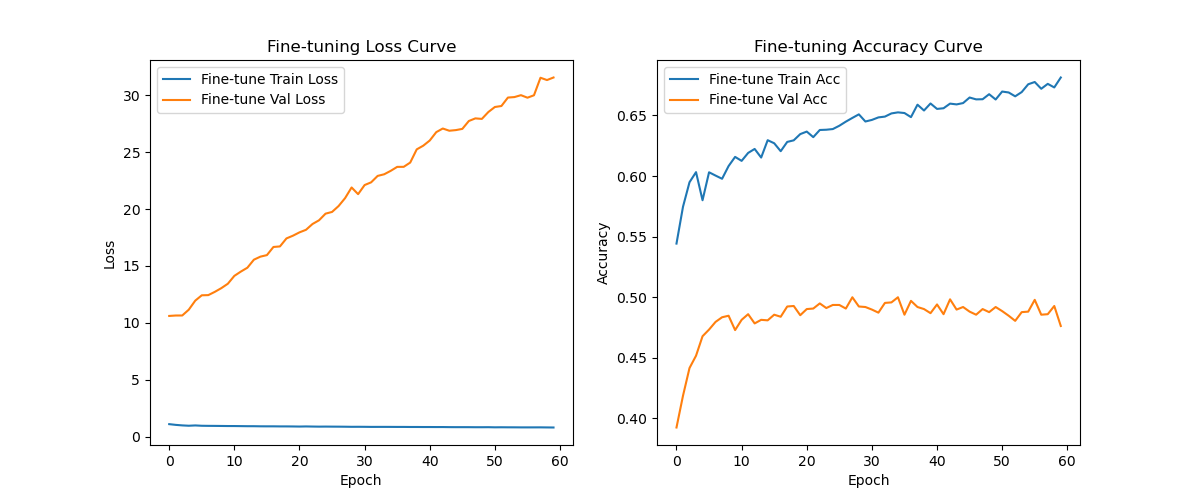 Fine-tuning Loss Curve
Fine-tune Train Loss
Fine-tune Val Loss
30
25
20
15
10
5
0
Loss
0 10 20 30 40 50 60
Epoch
Fine-tuning Accuracy Curve
Fine-tune Train Acc
Fine-tune Val Acc
0.65
0.60
0.55
0.50
0.45
0.40
Accuracy
0 10 20 30 40 50 60
Epoch